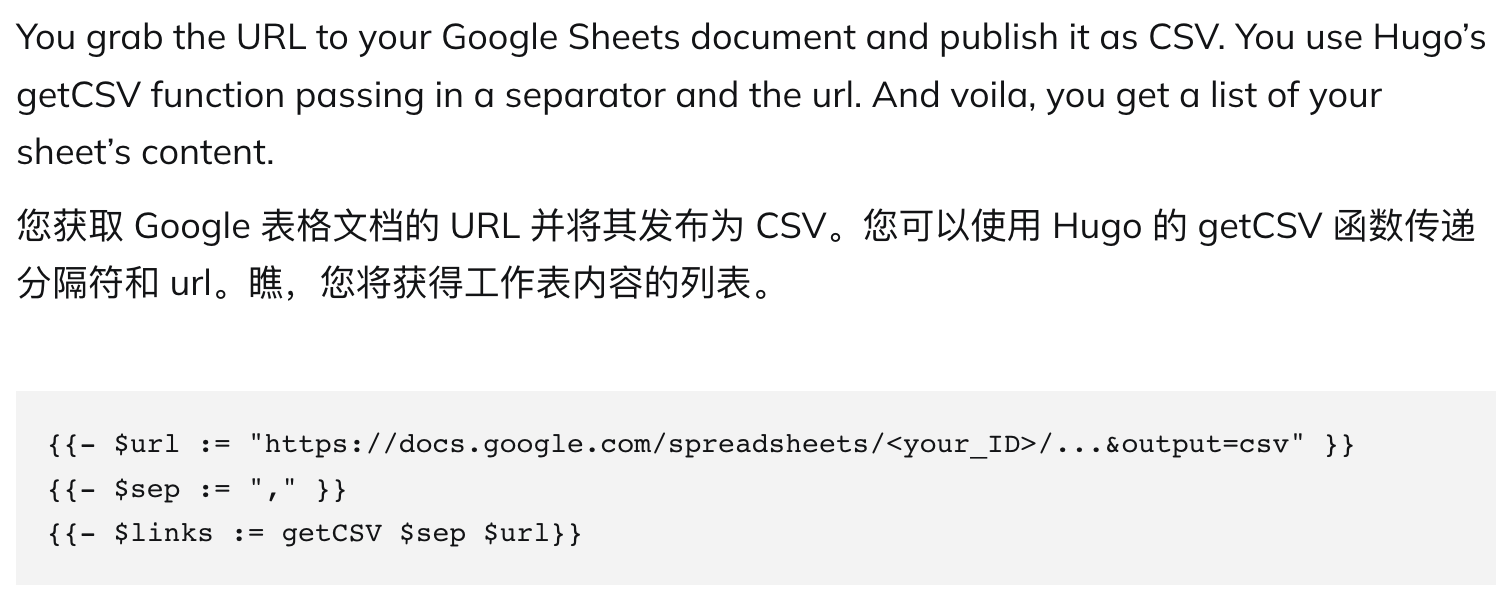 You grab the URL to your Google Sheets document and publish it as CSV. You use Hugo’s
getCSV function passing in a separator and the url. And voila, you get a list of your
sheet’s content.
您获取 Google 表格文档的 URL 并将其发布为 CSV。您可以使用 Hugo 的 getCSV 函数传递
分隔符和 url。瞧，您将获得工作表内容的列表。
{{- $url := "https://docs.google.com/spreadsheets/<your_ID>/...&output=csv" }}
{{- $sep := "," }}
{{- $links := getCSV $sep $url}}